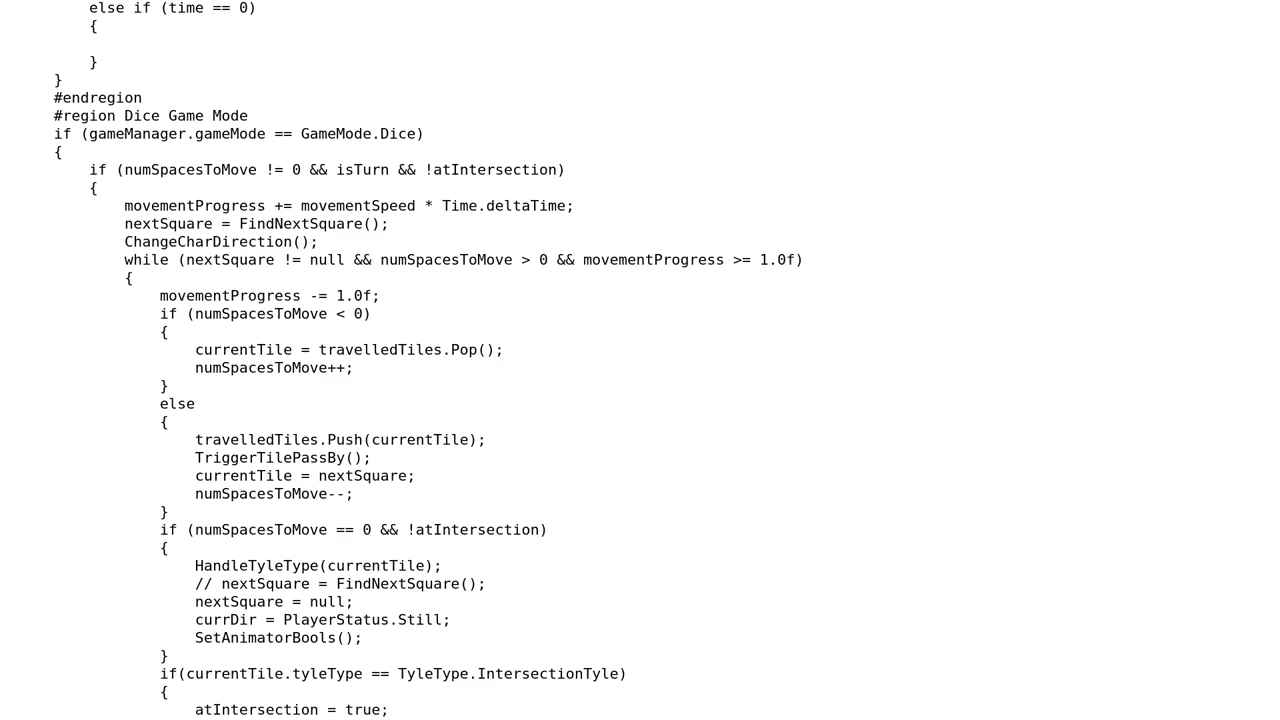 else if (time == 0)
{
}
}
#endregion
#region Dice Game Mode
if (gameManager.gameMode == GameMode.Dice)
{
if (numSpacesToMove != 0 && isTurn && !atIntersection)
{
movementProgress += movementSpeed * Time.deltaTime;
nextSquare = FindNextSquare();
ChangeCharDirection();
while (nextSquare != null && numSpacesToMove > 0 && movementProgress >= 1.0f)
{
movementProgress -= 1.0f;
if (numSpacesToMove < 0)
{
currentTile = travelledTiles.Pop();
numSpacesToMove++;
}
else
{
travelledTiles.Push(currentTile);
TriggerTilePassBy();
currentTile = nextSquare;
numSpacesToMove--;
}
if (numSpacesToMove == 0 && !atIntersection)
{
HandleTyleType(currentTile);
// nextSquare = FindNextSquare();
nextSquare = null;
currDir = PlayerStatus.Still;
SetAnimatorBools();
}
if(currentTile.tyleType == TyleType.IntersectionTyle)
{
atIntersection = true;